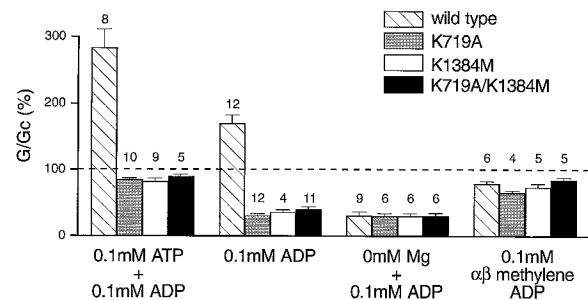 wild type
K719A
K1384M
K719A/K1384M
G/Gc (%)
300
200
100
0
8
10
9
5
12
12
4
11
9
6
6
6
6
4
5
5
0.1mM ATP
+
0.1mM ADP
0.1mM ADP
0mM Mg
+
0.1mM ADP
0.1mM
αβ methylene
ADP